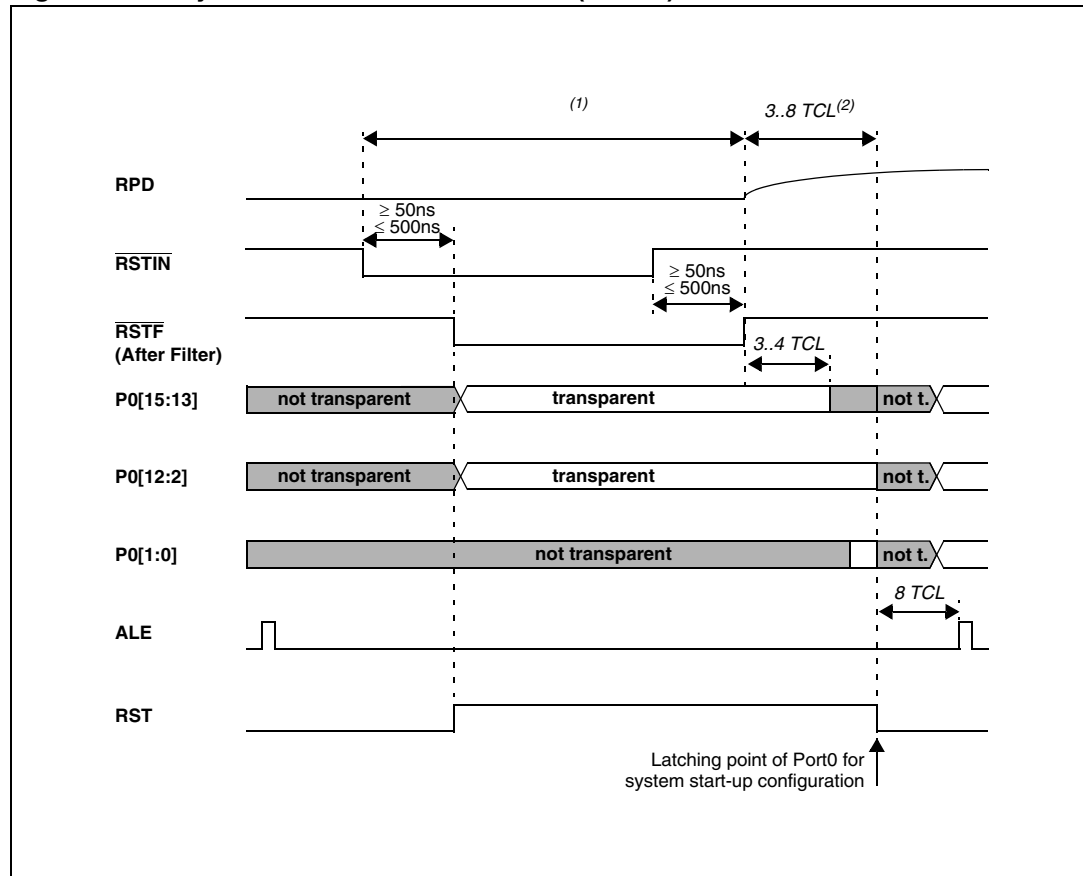 (1)
3..8 TCL(2)
RPD
≥ 50ns
≤ 500ns
RSTIN
≥ 50ns
≤ 500ns
RSTF
(After Filter)
3..4 TCL
P0[15:13]
not transparent
transparent
not t.
P0[12:2]
not transparent
transparent
not t.
P0[1:0]
not transparent
not t.
8 TCL
ALE
RST
Latching point of Port0 for
system start-up configuration